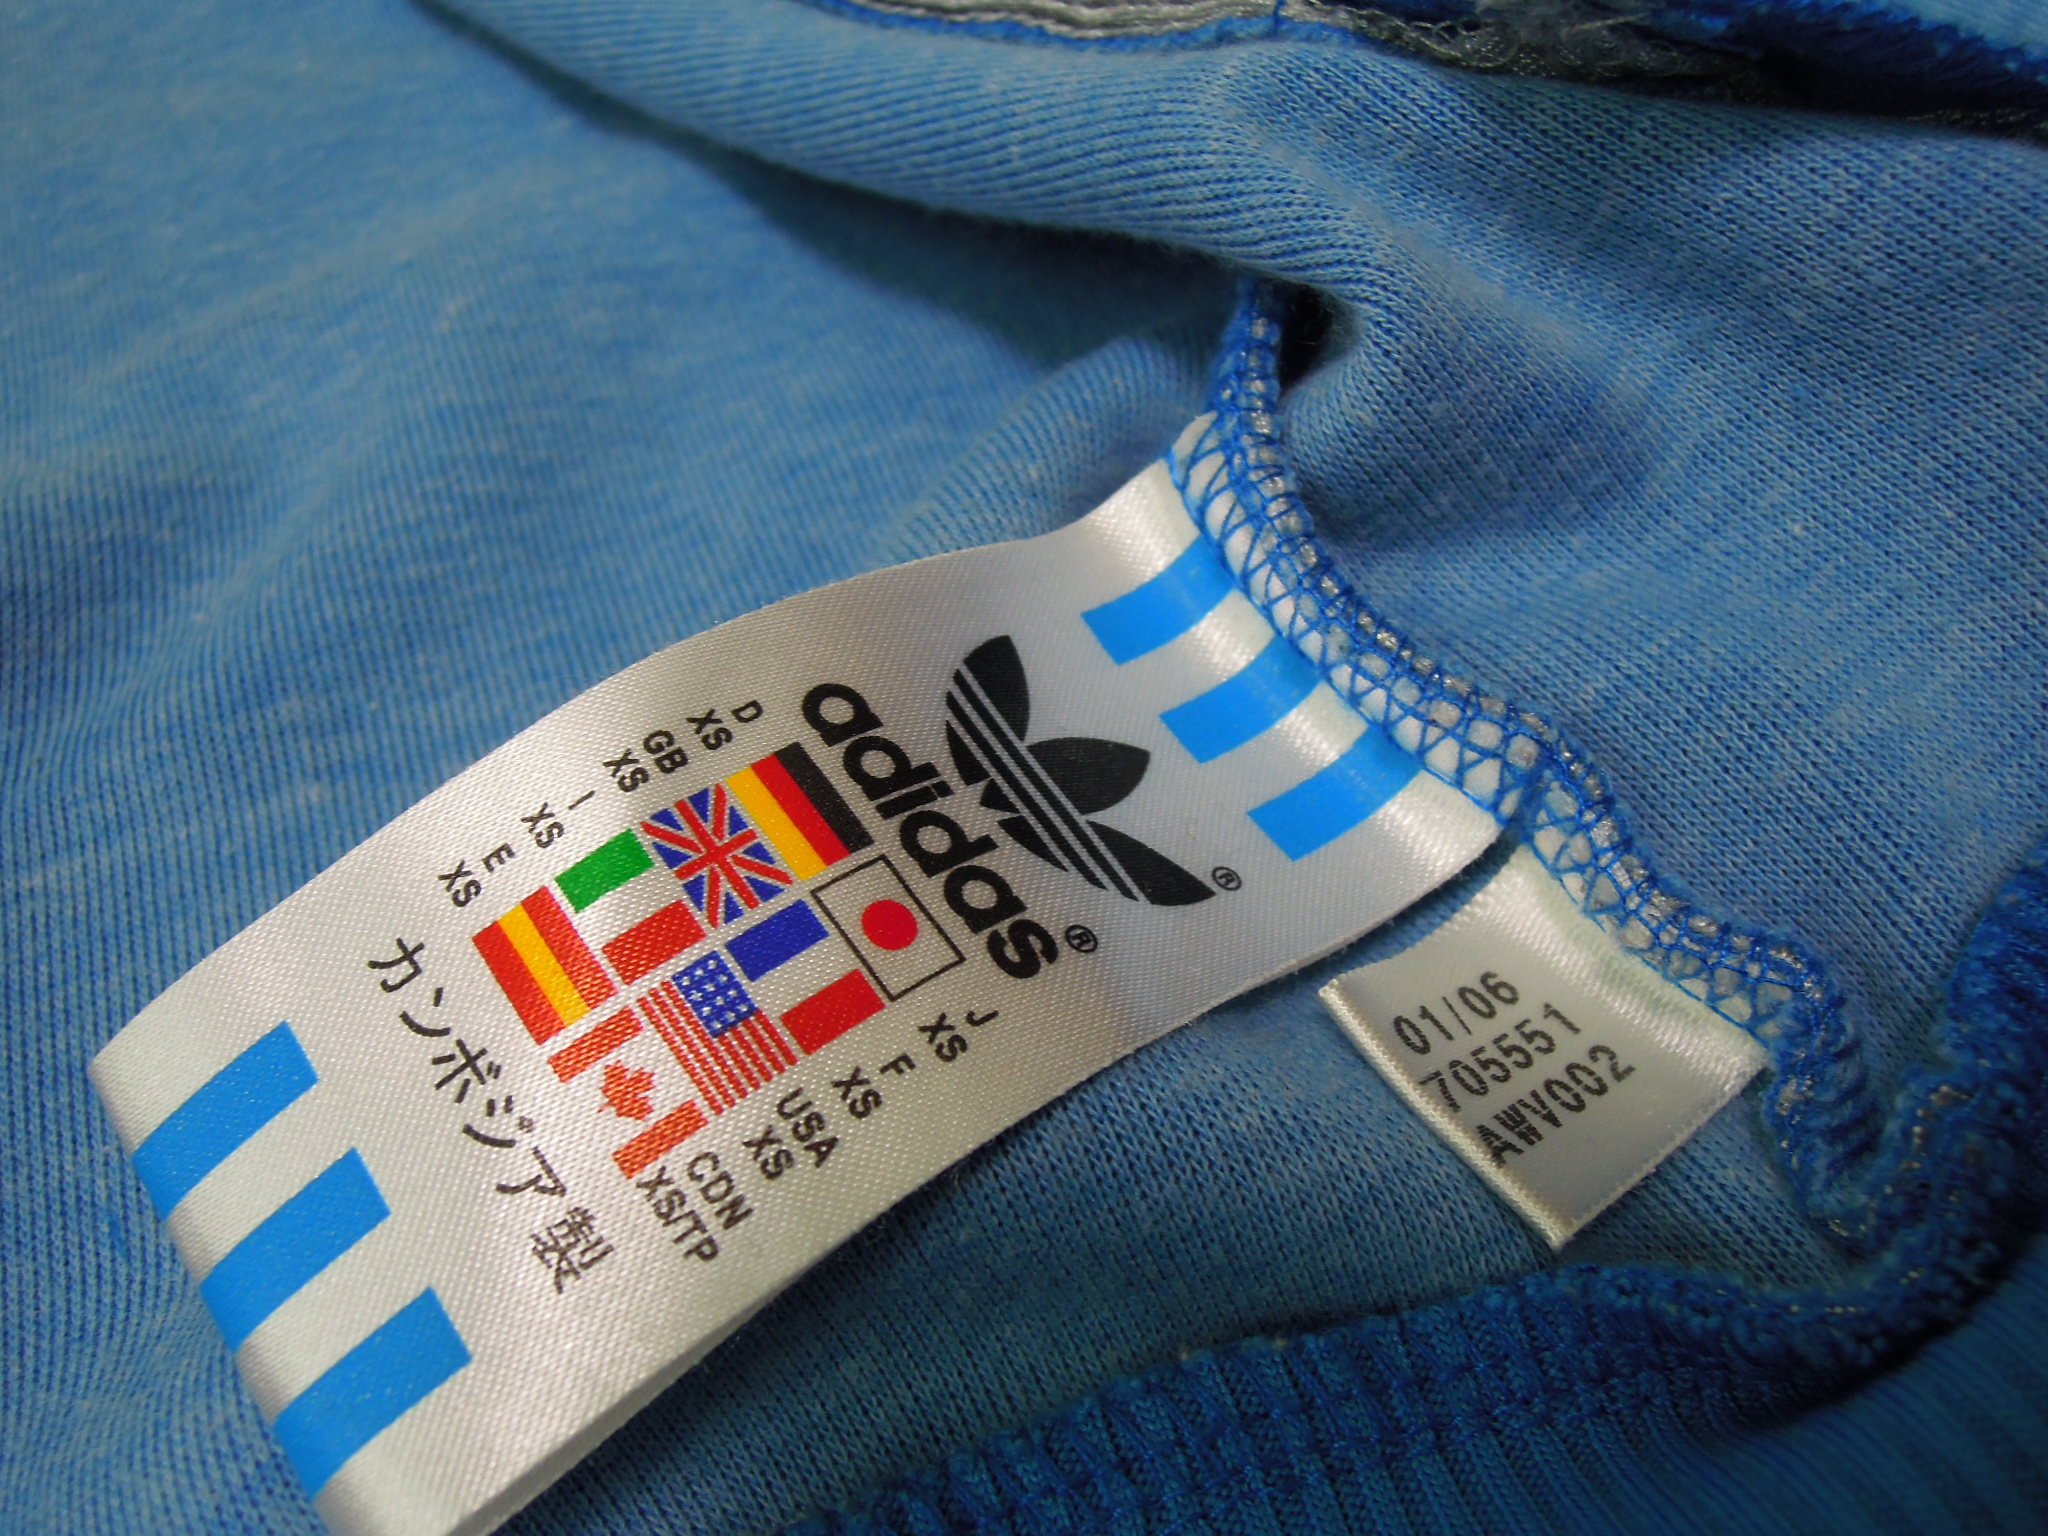 adidas®
®
D
XS
GB
XS
I
XS
E
XS
J
XS
F
XS
USA
XS
CDN
XS/TP
カンボジア製
01/06
705551
AWV002